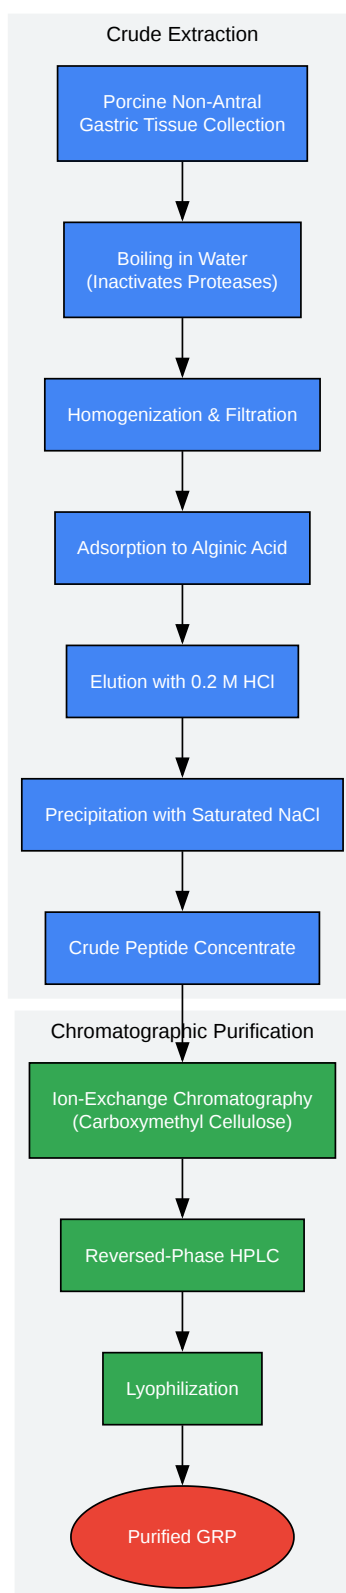 Crude Extraction
Porcine Non-Antral
Gastric Tissue Collection
Boiling in Water
(Inactivates Proteases)
Homogenization & Filtration
Adsorption to Alginic Acid
Elution with 0.2 M HCl
Precipitation with Saturated NaCl
Crude Peptide Concentrate
Chromatographic Purification
Ion-Exchange Chromatography
(Carboxymethyl Cellulose)
Reversed-Phase HPLC
Lyophilization
Purified GRP